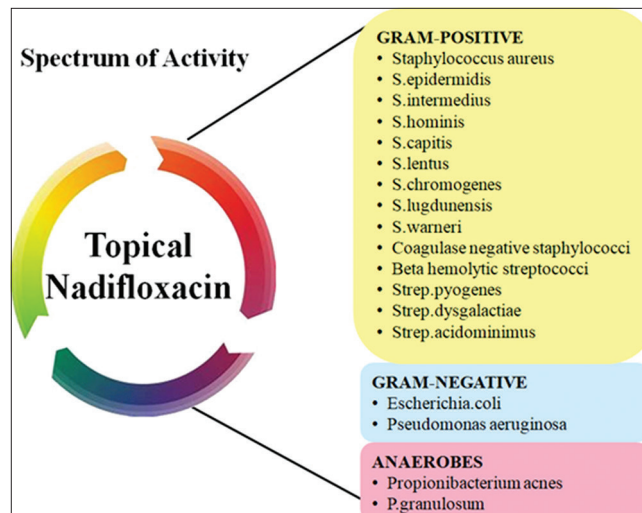 Spectrum of Activity
Topical
Nadifloxacin
GRAM-POSITIVE
• Staphylococcus aureus
• S.epidermidis
• S.intermedius
• S.hominis
• S.capitis
• S.lentus
• S.chromogenes
• S.lugdunensis
• S.warneri
• Coagulase negative staphylococci
• Beta hemolytic streptococci
• Strep.pyogenes
• Strep.dysgalactiae
• Strep.acidominimus
GRAM-NEGATIVE
• Escherichia.coli
• Pseudomonas aeruginosa
ANAEROBES
• Propionibacterium acnes
• P.granulosum